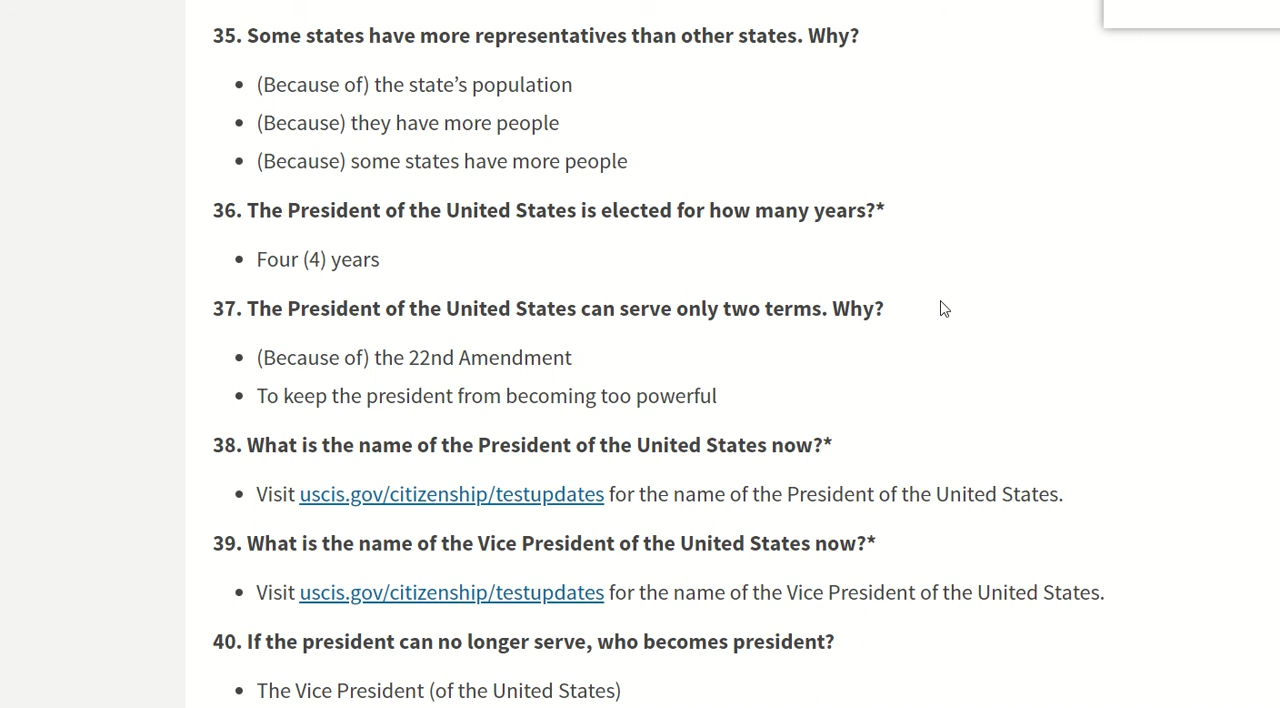 35. Some states have more representatives than other states. Why?
(Because of) the state’s population
(Because) they have more people
(Because) some states have more people
36. The President of the United States is elected for how many years?*
Four (4) years
37. The President of the United States can serve only two terms. Why?
(Because of) the 22nd Amendment
To keep the president from becoming too powerful
38. What is the name of the President of the United States now?*
Visit uscis.gov/citizenship/testupdates for the name of the President of the United States.
39. What is the name of the Vice President of the United States now?*
Visit uscis.gov/citizenship/testupdates for the name of the Vice President of the United States.
40. If the president can no longer serve, who becomes president?
The Vice President (of the United States)